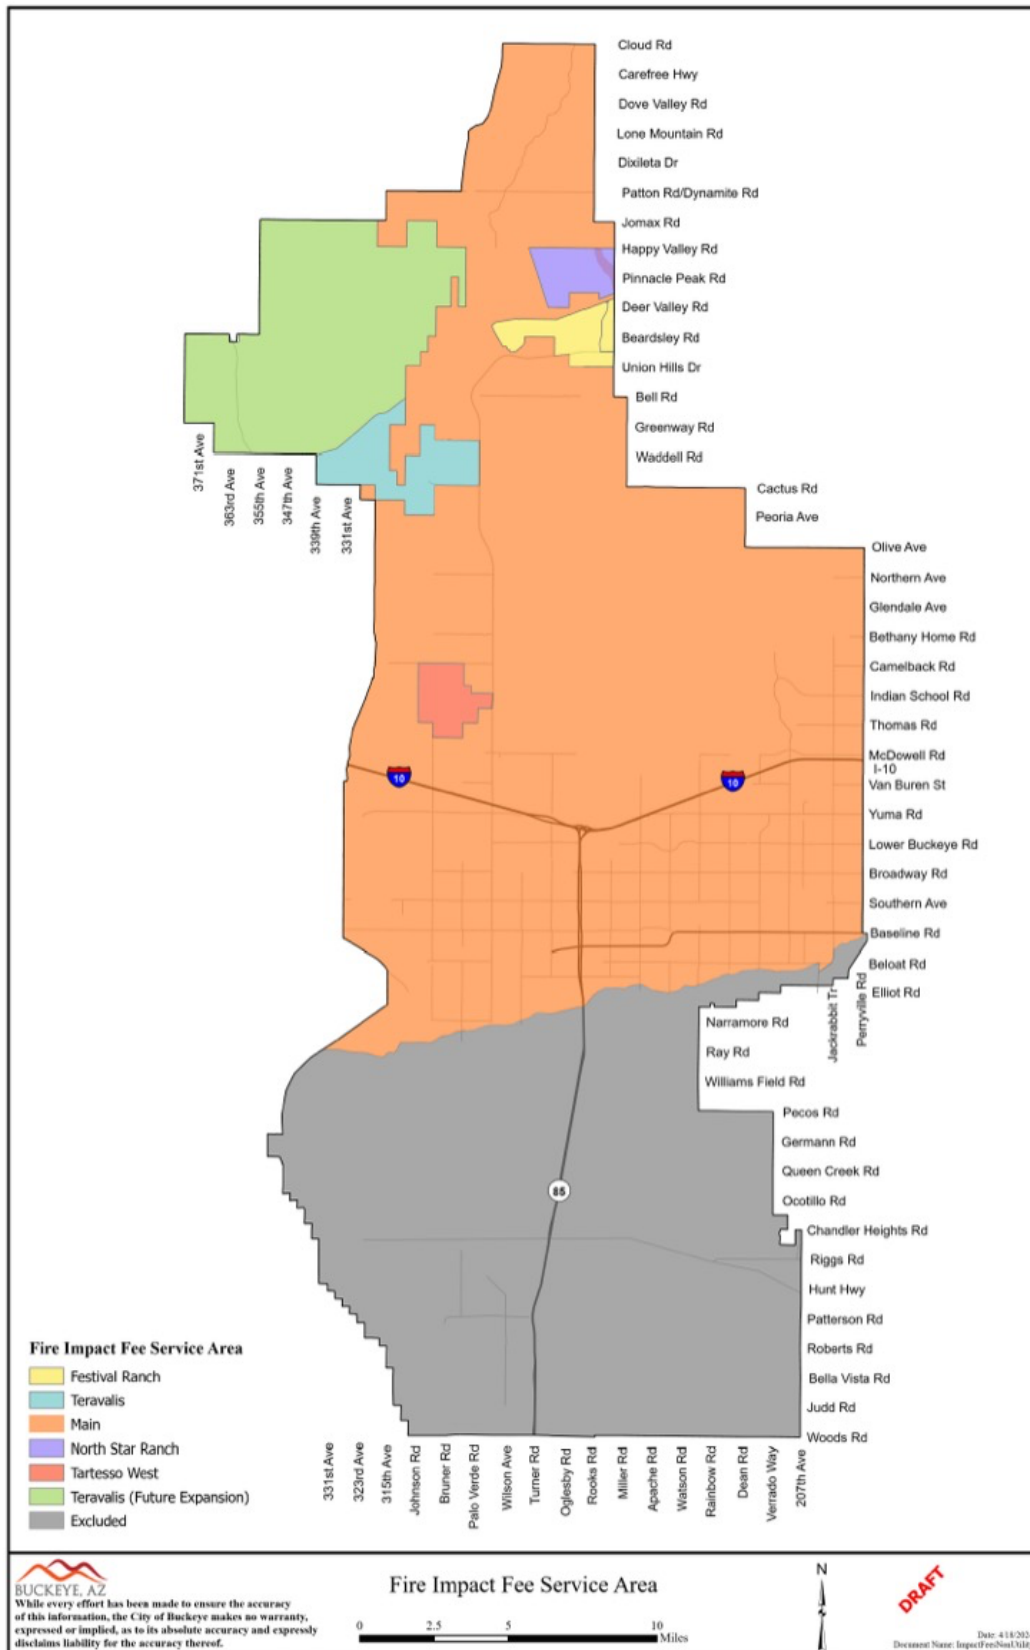 Cloud Rd
Carefree Hwy
Dove Valley Rd
Lone Mountain Rd
Dixileta Dr
Patton Rd/Dynamite Rd
Jomax Rd
Happy Valley Rd
Pinnacle Peak Rd
Deer Valley Rd
Beardsley Rd
Union Hills Dr
Bell Rd
Greenway Rd
Waddell Rd
371st Ave
363rd Ave
355th Ave
347th Ave
339th Ave
331st Ave
Cactus Rd
Peoria Ave
Olive Ave
Northern Ave
Glendale Ave
Bethany Home Rd
Camelback Rd
Indian School Rd
Thomas Rd
McDowell Rd
I-10
10
10
Van Buren St
Yuma Rd
Lower Buckeye Rd
Broadway Rd
Southern Ave
Baseline Rd
Beloat Rd
Elliot Rd
Jackrabbit Tr
Perryville Rd
Narramore Rd
Ray Rd
Williams Field Rd
Pecos Rd
Germann Rd
Queen Creek Rd
85
Ocotillo Rd
Chandler Heights Rd
Riggs Rd
Hunt Hwy
Patterson Rd
Roberts Rd
Bella Vista Rd
Judd Rd
Woods Rd
Fire Impact Fee Service Area
Festival Ranch
Teravalis
Main
North Star Ranch
Tartesso West
Teravalis (Future Expansion)
Excluded
331st Ave
323rd Ave
315th Ave
Johnson Rd
Bruner Rd
Palo Verde Rd
Wilson Ave
Turner Rd
Oglesby Rd
Rooks Rd
Miller Rd
Apache Rd
Watson Rd
Rainbow Rd
Dean Rd
Verrado Way
207th Ave
BUCKEYE, AZ
While every effort has been made to ensure the accuracy
of this information, the City of Buckeye makes no warranty,
expressed or implied, as to its absolute accuracy and expressly
disclaims liability for the accuracy thereof.
Fire Impact Fee Service Area
0 2.5 5 10
Miles
N
DRAFT
Date: 4/18/202
Document Name: